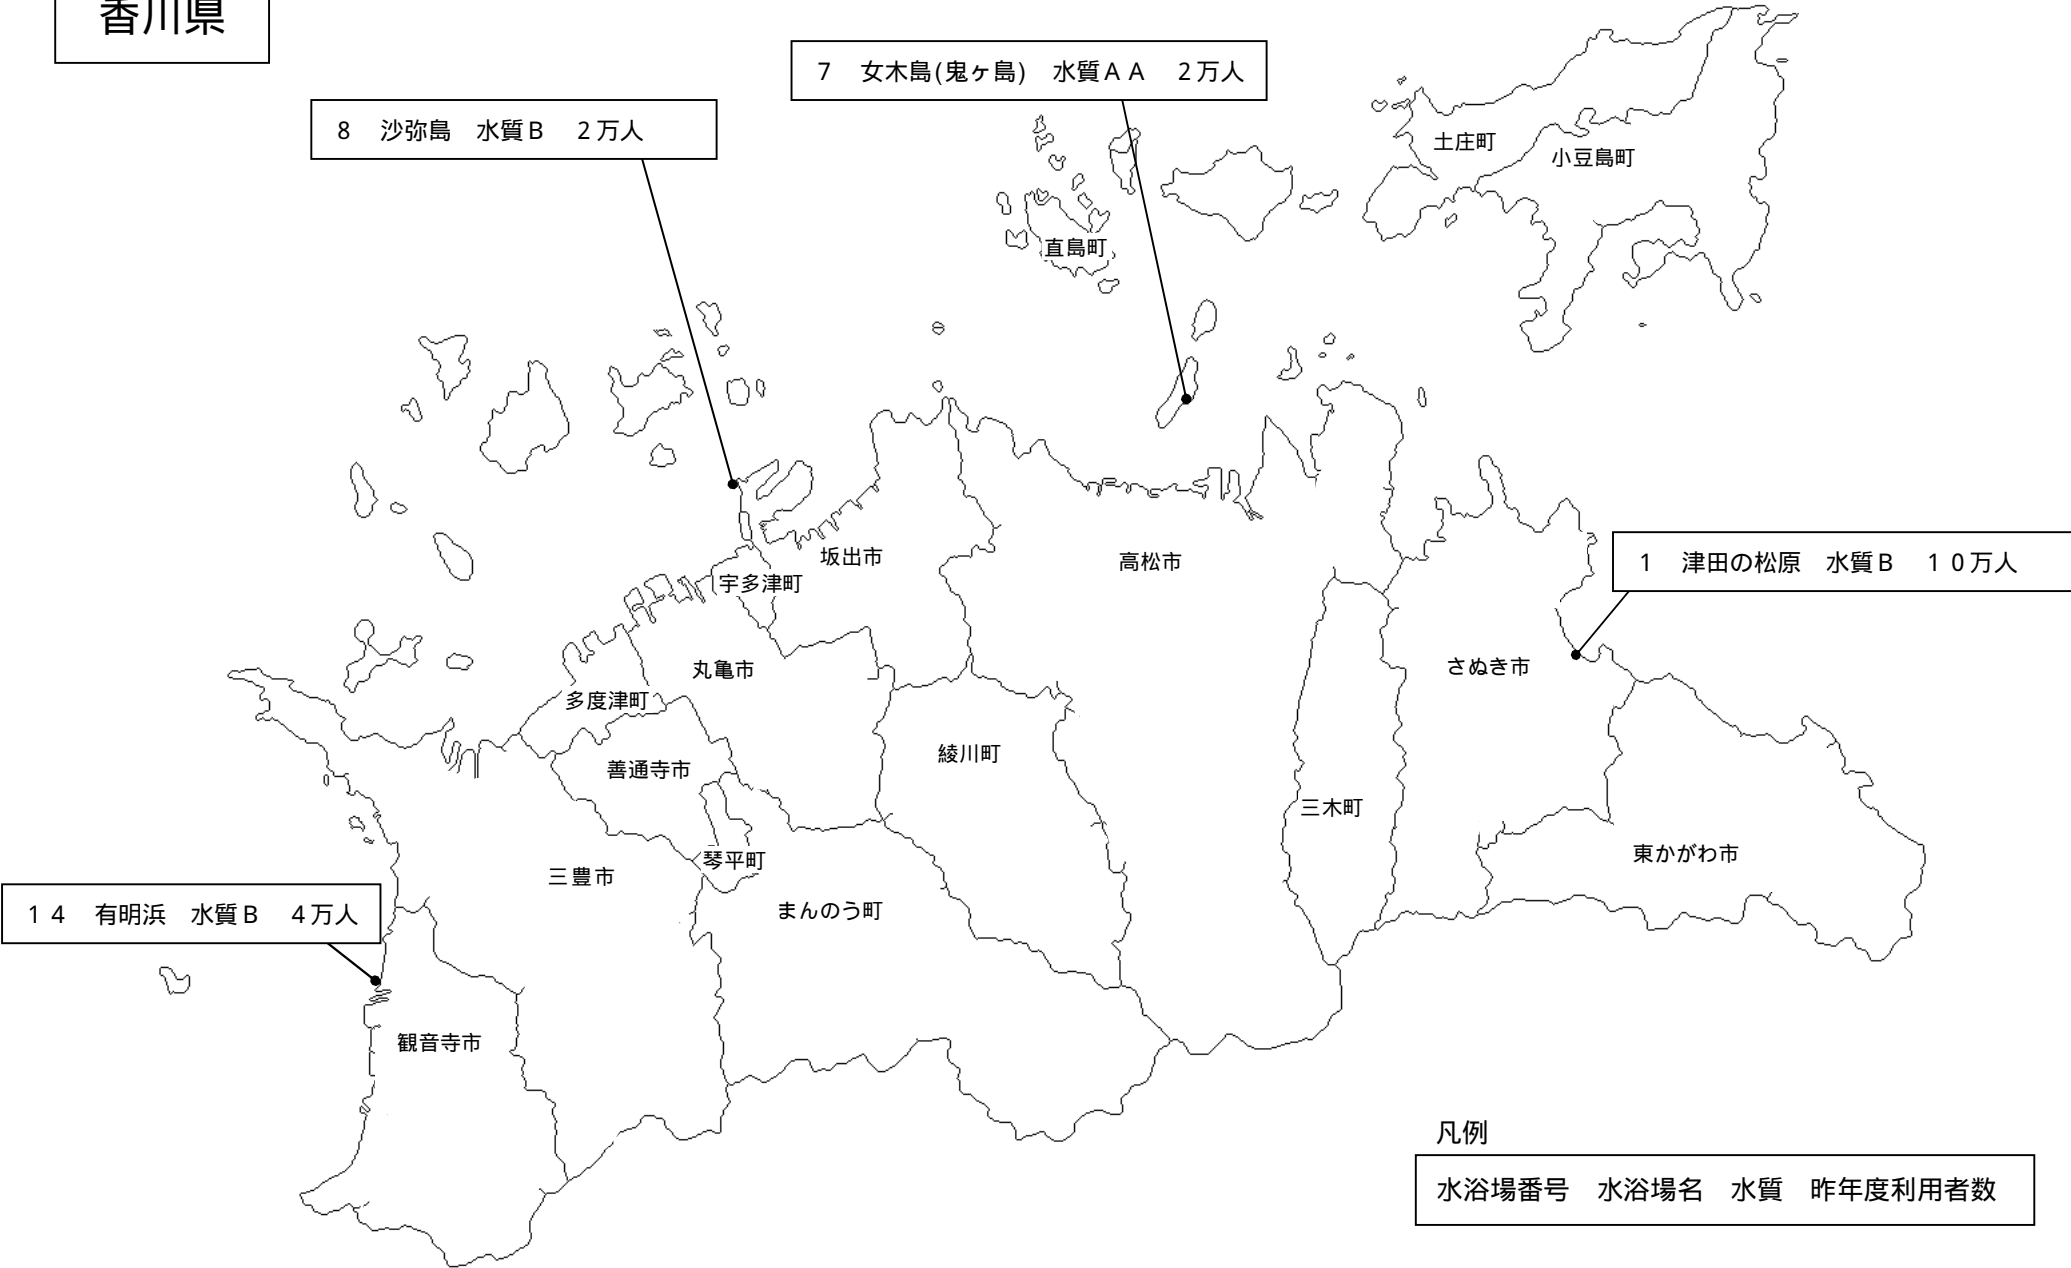 香川県
7　女木島(鬼ヶ島)　水質ＡＡ　２万人
8　沙弥島　水質Ｂ　２万人
土庄町
小豆島町
直島町
1　津田の松原　水質Ｂ　１０万人
坂出市
高松市
宇多津町
さぬき市
丸亀市
多度津町
綾川町
善通寺市
三木町
東かがわ市
琴平町
三豊市
まんのう町
１４　有明浜　水質Ｂ　４万人
観音寺市
凡例
水浴場番号　水浴場名　水質　昨年度利用者数